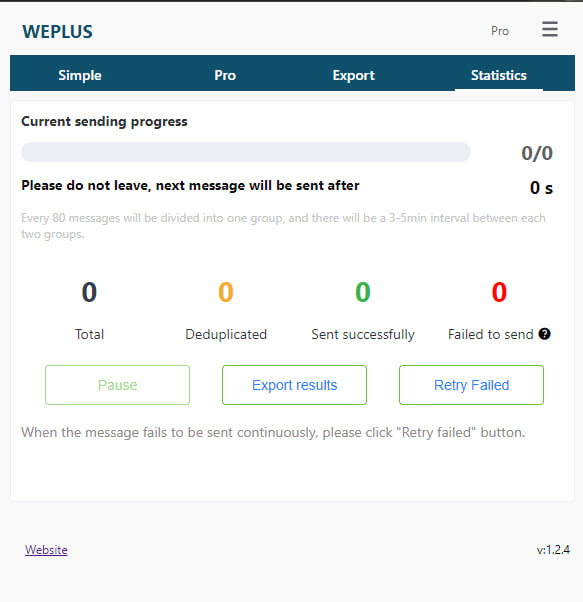 WEPLUS
Pro
Simple Pro Export Statistics
Current sending progress
0/0
Please do not leave, next message will be sent after
0 s
Every 80 messages will be divided into one group, and there will be a 3-5min interval between each
two groups.
0 0 0 0
Total Deduplicated Sent successfully Failed to send ?
Pause Export results Retry Failed
When the message fails to be sent continuously, please click "Retry failed" button.
Website
v:1.2.4